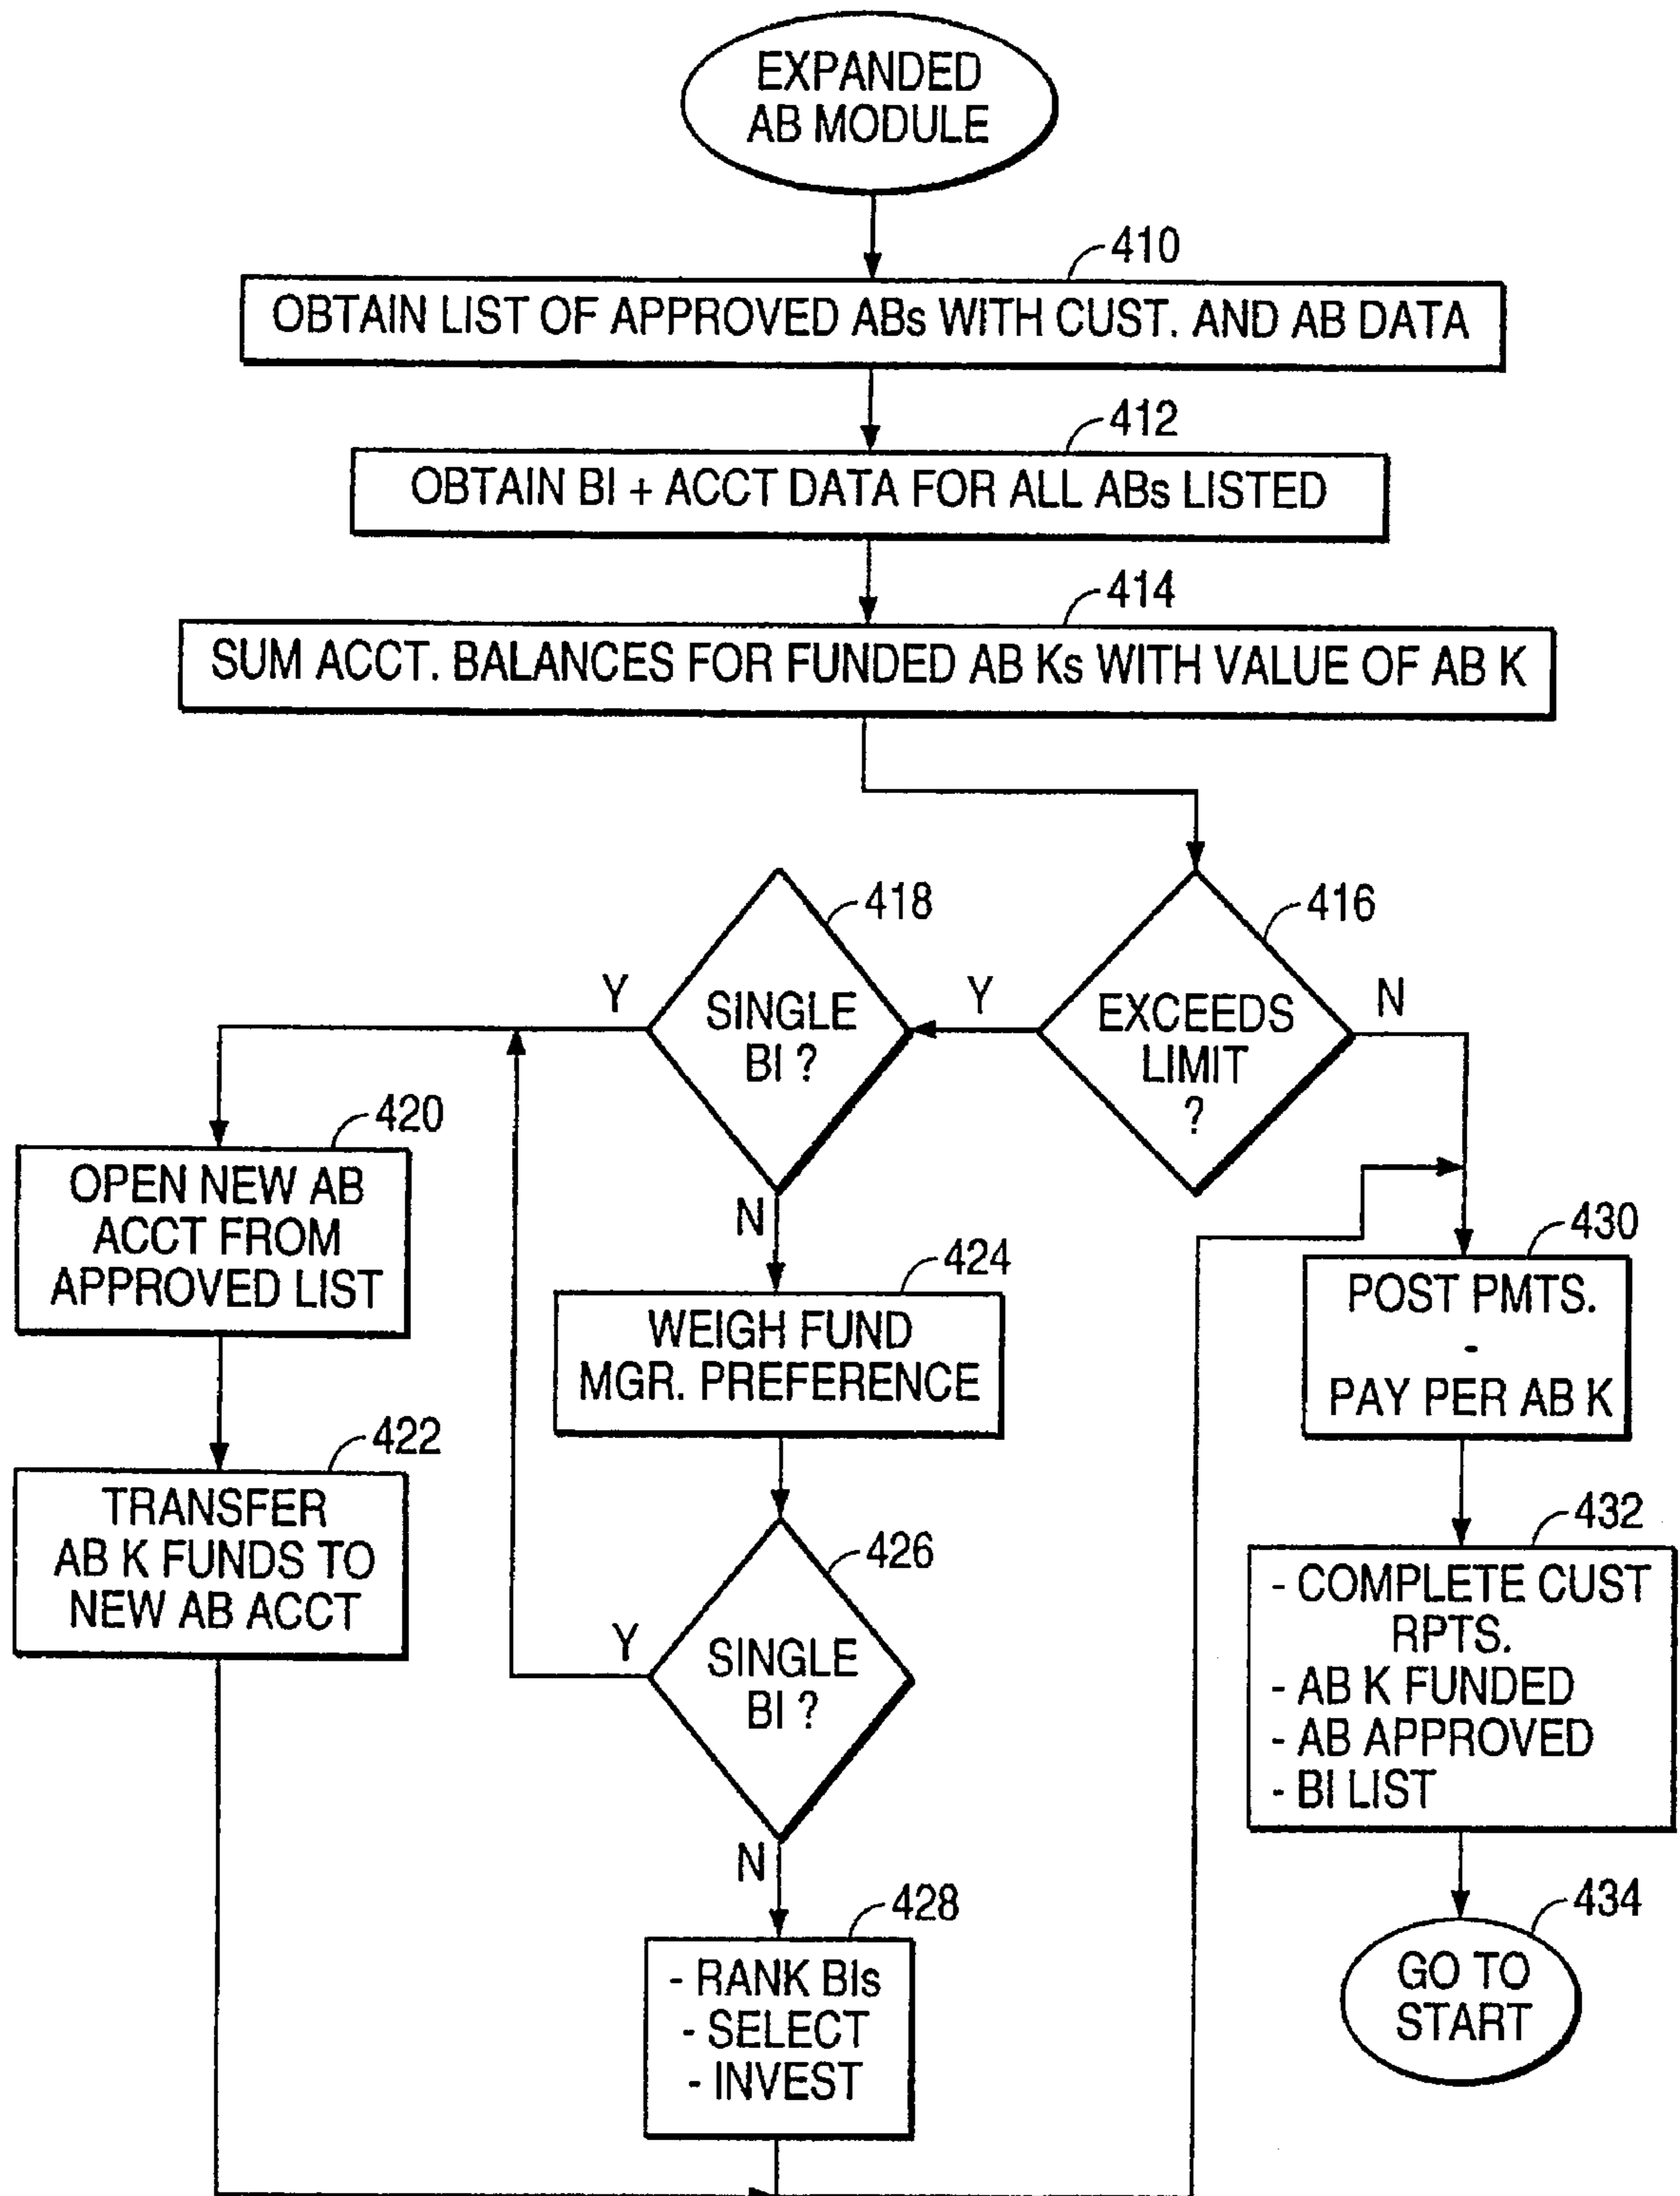 EXPANDED
AB MODULE
410
OBTAIN LIST OF APPROVED ABs WITH CUST. AND AB DATA
412
OBTAIN BI + ACCT DATA FOR ALL ABs LISTED
414
SUM ACCT. BALANCES FOR FUNDED AB Ks WITH VALUE OF AB K
416
EXCEEDS
LIMIT
?
Y
N
418
SINGLE
BI ?
Y
N
420
OPEN NEW AB
ACCT FROM
APPROVED LIST
422
TRANSFER
AB K FUNDS TO
NEW AB ACCT
424
WEIGH FUND
MGR. PREFERENCE
426
SINGLE
BI ?
Y
N
428
- RANK BIs
- SELECT
- INVEST
430
POST PMTS.
-
PAY PER AB K
432
- COMPLETE CUST
RPTS.
- AB K FUNDED
- AB APPROVED
- BI LIST
434
GO TO
START